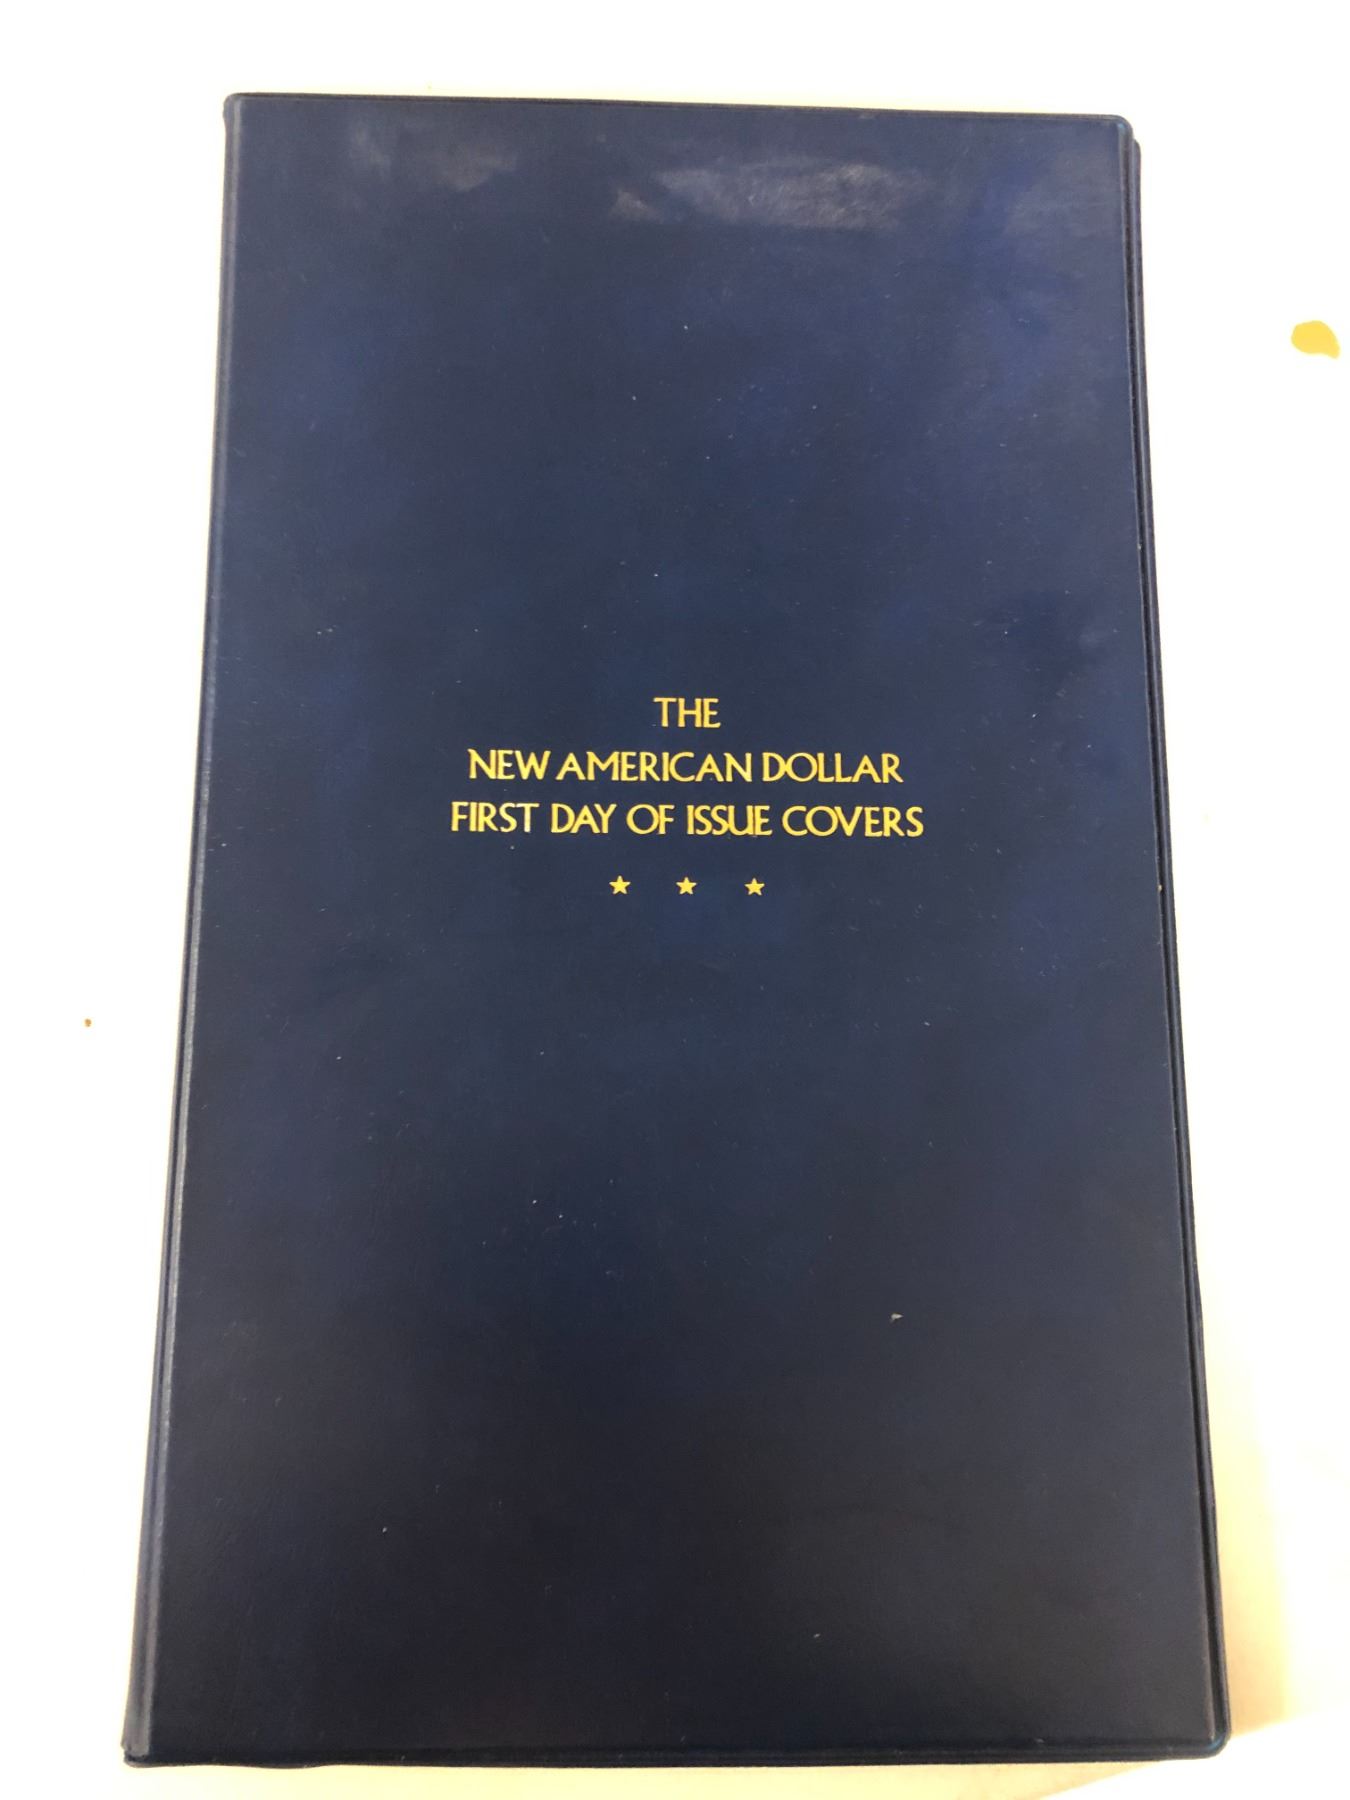 THE
NEW AMERICAN DOLLAR
FIRST DAY OF ISSUE COVERS